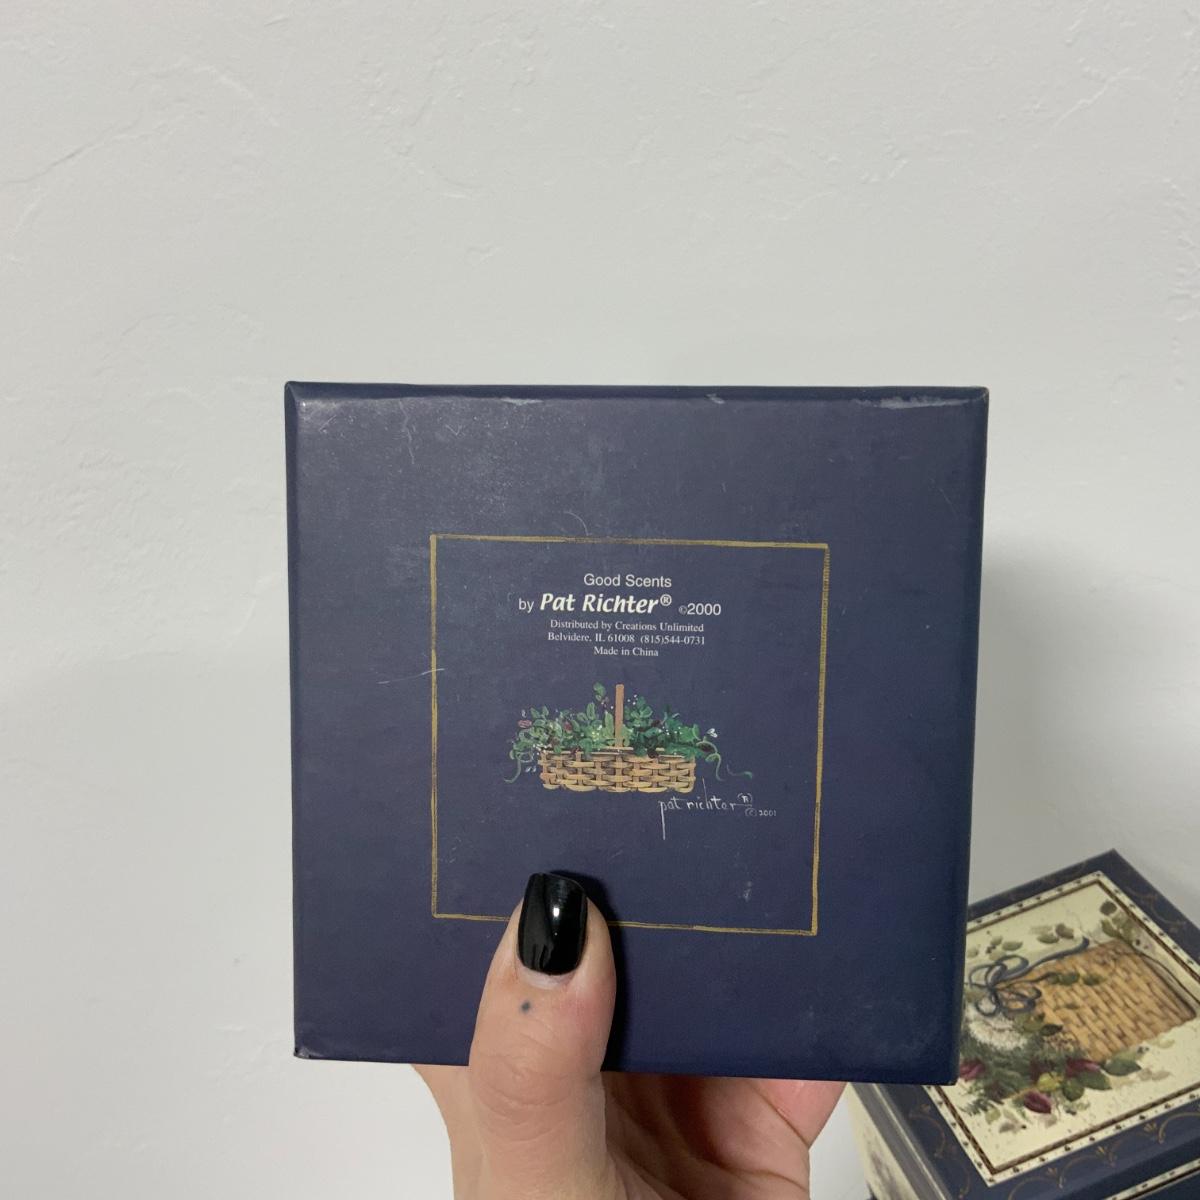 Good Scents
by Pat Richter® ©2000
Distributed by Creations Unlimited
Belvidere, IL 61008 (815)544-0731
Made in China
pat richter ®
© 2001